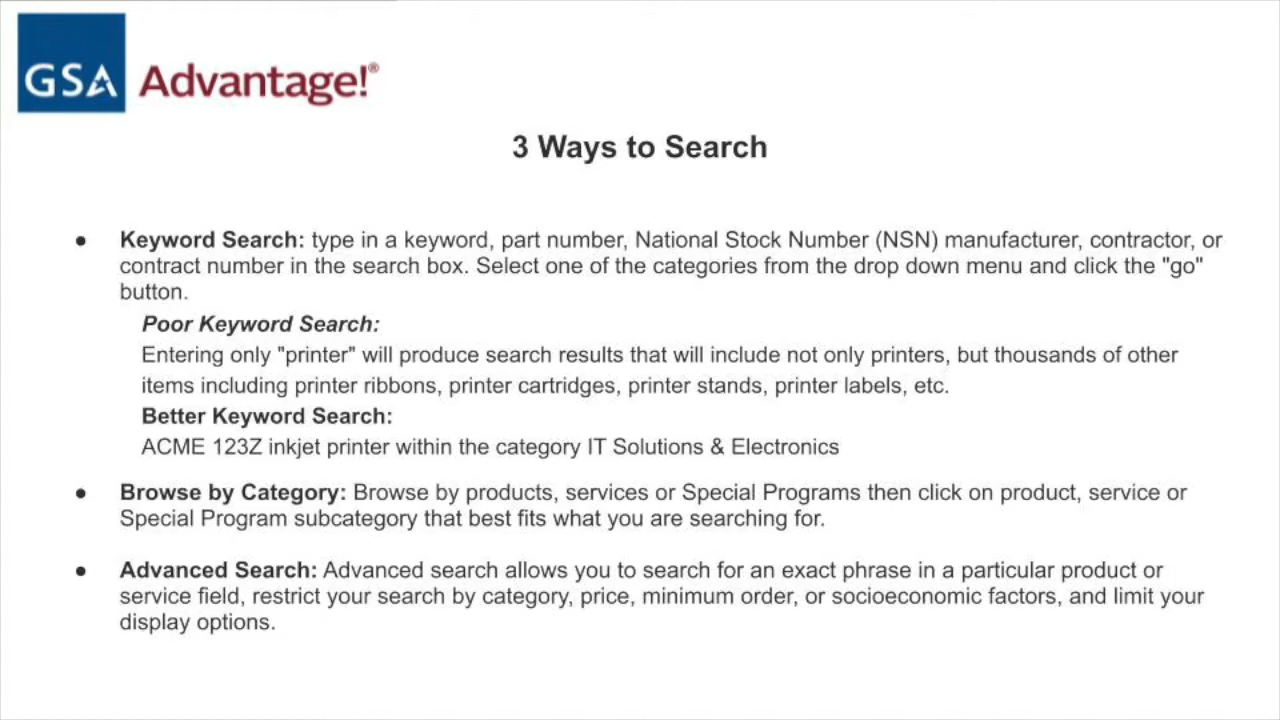 GSA Advantage!®
3 Ways to Search
● Keyword Search: type in a keyword, part number, National Stock Number (NSN) manufacturer, contractor, or
contract number in the search box. Select one of the categories from the drop down menu and click the "go"
button.
Poor Keyword Search:
Entering only "printer" will produce search results that will include not only printers, but thousands of other
items including printer ribbons, printer cartridges, printer stands, printer labels, etc.
Better Keyword Search:
ACME 123Z inkjet printer within the category IT Solutions & Electronics
● Browse by Category: Browse by products, services or Special Programs then click on product, service or
Special Program subcategory that best fits what you are searching for.
● Advanced Search: Advanced search allows you to search for an exact phrase in a particular product or
service field, restrict your search by category, price, minimum order, or socioeconomic factors, and limit your
display options.